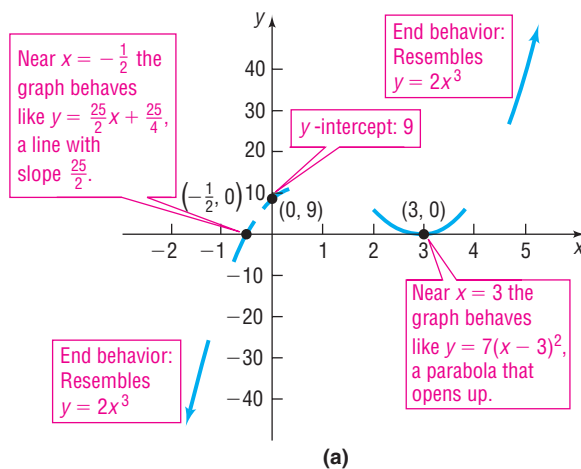 y
End behavior:
Resembles
y = 2x³
Near x = −1/2 the
graph behaves
like y = 25/2 x + 25/4,
a line with
slope 25/2.
y-intercept: 9
40
30
20
10
(−1/2, 0)
(0, 9)
(3, 0)
−2 −1 1 2 3 4 5 x
−10
−20
−30
−40
Near x = 3 the
graph behaves
like y = 7(x − 3)²,
a parabola that
opens up.
End behavior:
Resembles
y = 2x³
(a)